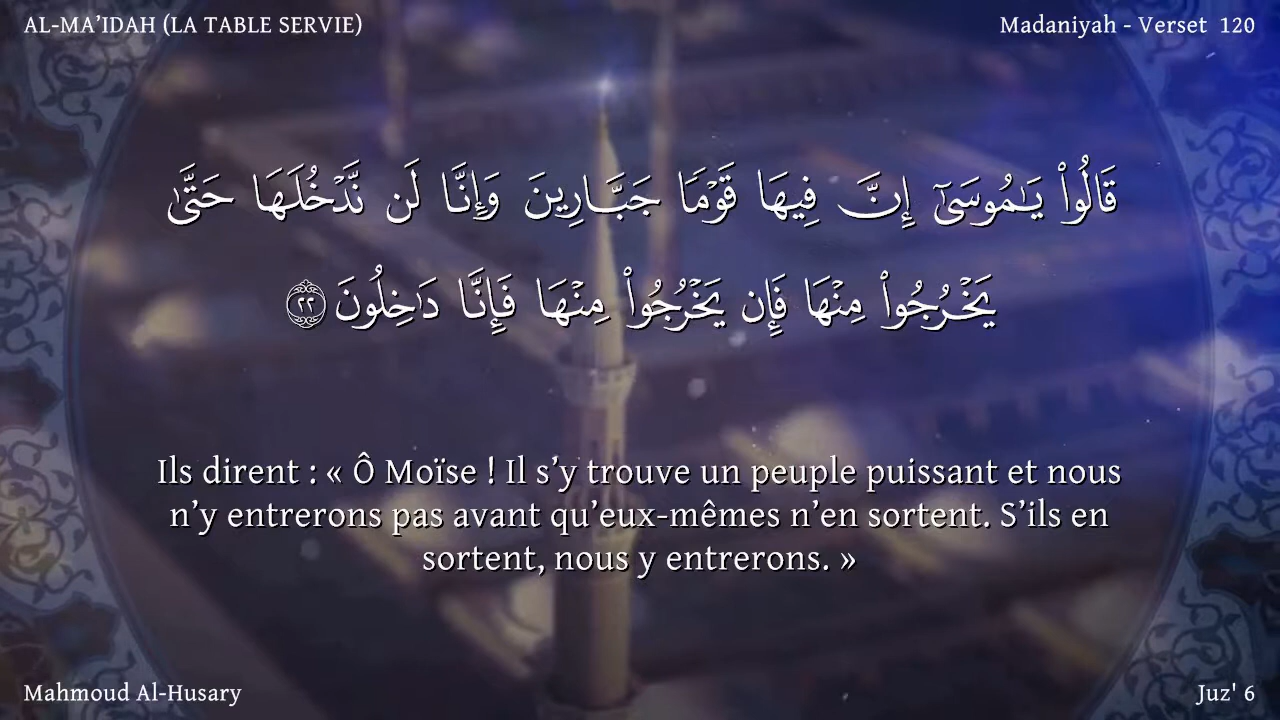 AL-MA’IDAH (LA TABLE SERVIE)
Madaniyah - Verset 120
قَالُوا۟ يَـٰمُوسَىٰٓ إِنَّ فِيهَا قَوْمًۭا جَبَّارِينَ وَإِنَّا لَن نَّدْخُلَهَا حَتَّىٰ
يَخْرُجُوا۟ مِنْهَا فَإِن يَخْرُجُوا۟ مِنْهَا فَإِنَّا دَٰخِلُونَ ٢٢
Ils dirent : « Ô Moïse ! Il s’y trouve un peuple puissant et nous
n’y entrerons pas avant qu’eux-mêmes n’en sortent. S’ils en
sortent, nous y entrerons. »
Mahmoud Al-Husary
Juz' 6